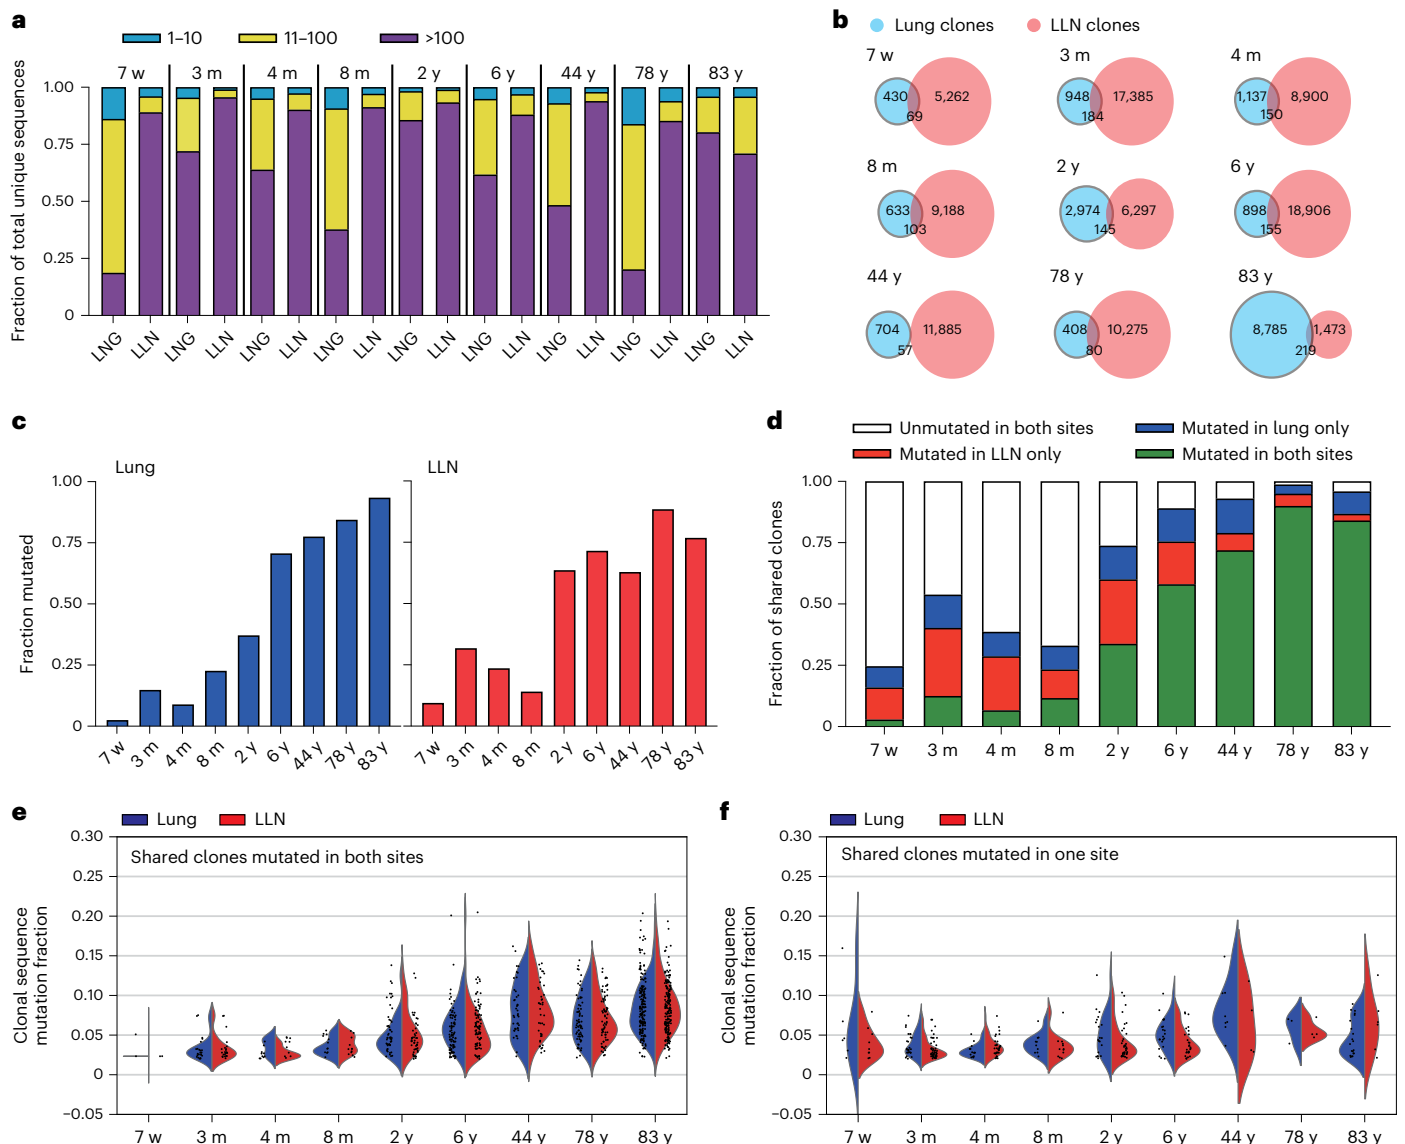 a
1–10 11–100 >100
7 w 3 m 4 m 8 m 2 y 6 y 44 y 78 y 83 y
Fraction of total unique sequences
1.00
0.75
0.50
0.25
0
LNG LLN LNG LLN LNG LLN LNG LLN LNG LLN LNG LLN LNG LLN LNG LLN LNG LLN
b
Lung clones LLN clones
7 w 3 m 4 m
430 5,262 948 17,385 1,137 8,900
69 184 150
8 m 2 y 6 y
633 9,188 2,974 6,297 898 18,906
103 145 155
44 y 78 y 83 y
704 11,885 408 10,275 8,785 1,473
57 80 219
c
Lung LLN
Fraction mutated
1.00
0.75
0.50
0.25
0
7 w 3 m 4 m 8 m 2 y 6 y 44 y 78 y 83 y 7 w 3 m 4 m 8 m 2 y 6 y 44 y 78 y 83 y
d
Unmutated in both sites Mutated in lung only
Mutated in LLN only Mutated in both sites
Fraction of shared clones
1.00
0.75
0.50
0.25
0
7 w 3 m 4 m 8 m 2 y 6 y 44 y 78 y 83 y
e
Lung LLN
Shared clones mutated in both sites
Clonal sequence
mutation fraction
0.30
0.25
0.20
0.15
0.10
0.05
0
−0.05
7 w 3 m 4 m 8 m 2 y 6 y 44 y 78 y 83 y
f
Lung LLN
Shared clones mutated in one site
Clonal sequence
mutation fraction
0.30
0.25
0.20
0.15
0.10
0.05
0
−0.05
7 w 3 m 4 m 8 m 2 y 6 y 44 y 78 y 83 y